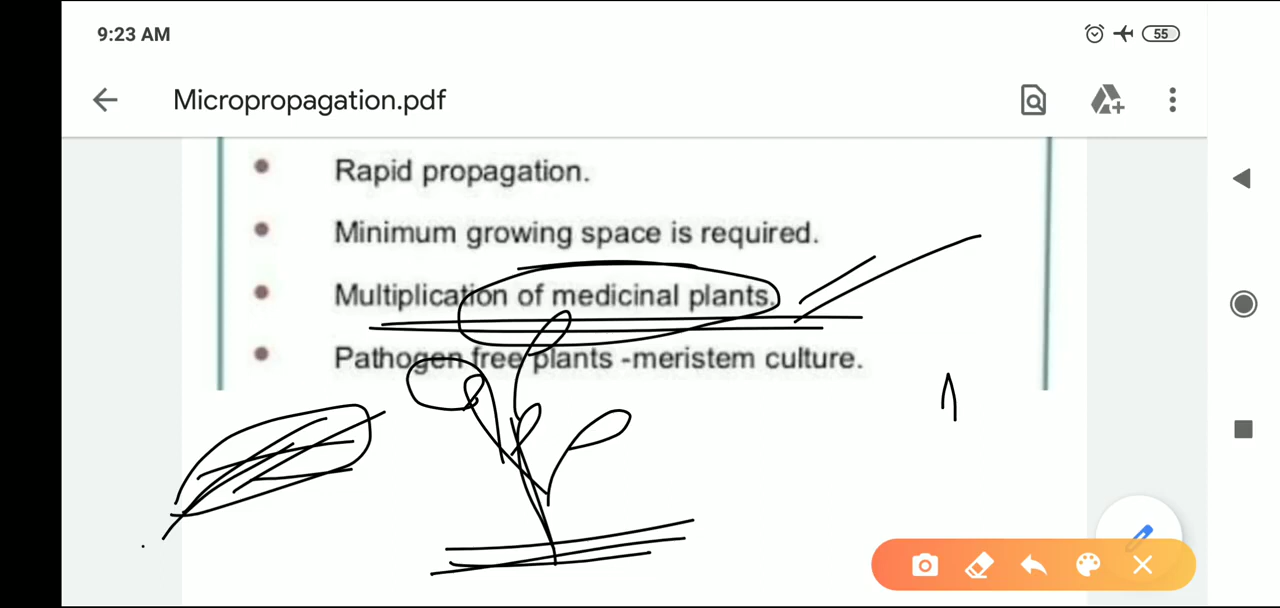 9:23 AM
55
Micropropagation.pdf
Rapid propagation.
Minimum growing space is required.
Multiplication of medicinal plants.
Pathogen free plants -meristem culture.